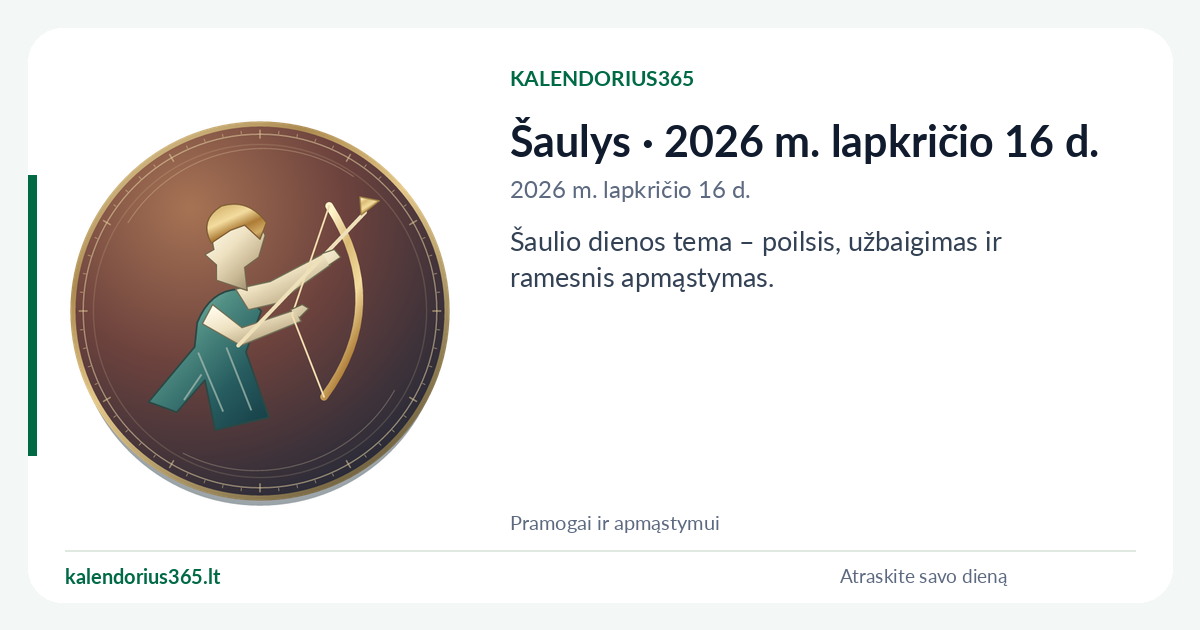 KALENDORIUS365
Šaulys · 2026 m. lapkričio 16 d.
2026 m. lapkričio 16 d.
Šaulio dienos tema – poilsis, užbaigimas ir
ramesnis apmąstymas.
Pramogai ir apmąstymui
kalendorius365.lt
Atraskite savo dieną